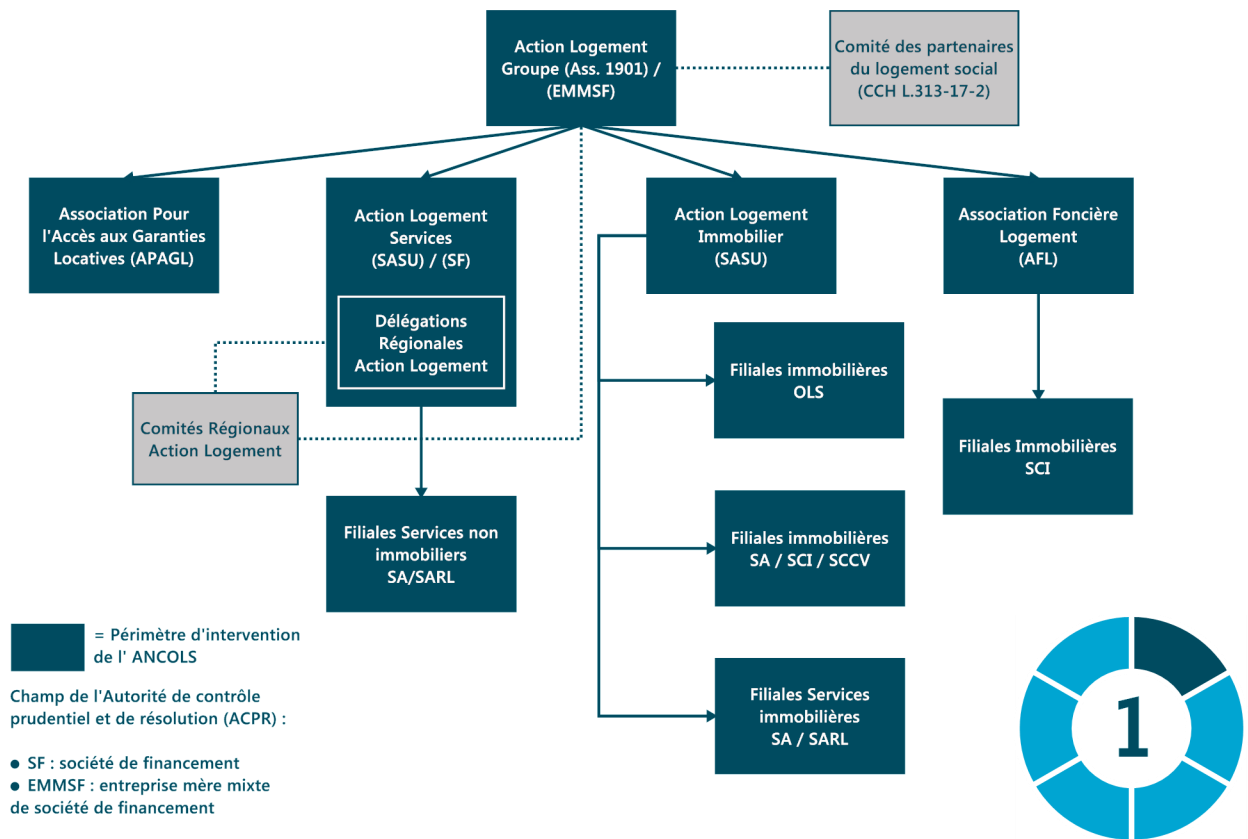 Action Logement
Groupe (Ass. 1901) /
(EMMSF)
Comité des partenaires
du logement social
(CCH L.313-17-2)
Association Pour
l'Accès aux Garanties
Locatives (APAGL)
Action Logement
Services
(SASU) / (SF)
Délégations
Régionales
Action Logement
Action Logement
Immobilier
(SASU)
Association Foncière
Logement
(AFL)
Comités Régionaux
Action Logement
Filiales immobilières
OLS
Filiales Immobilières
SCI
Filiales Services non
immobiliers
SA/SARL
Filiales immobilières
SA / SCI / SCCV
Filiales Services
immobilières
SA / SARL
= Périmètre d'intervention
de l' ANCOLS
Champ de l'Autorité de contrôle
prudentiel et de résolution (ACPR) :
● SF : société de financement
● EMMSF : entreprise mère mixte
de société de financement
1